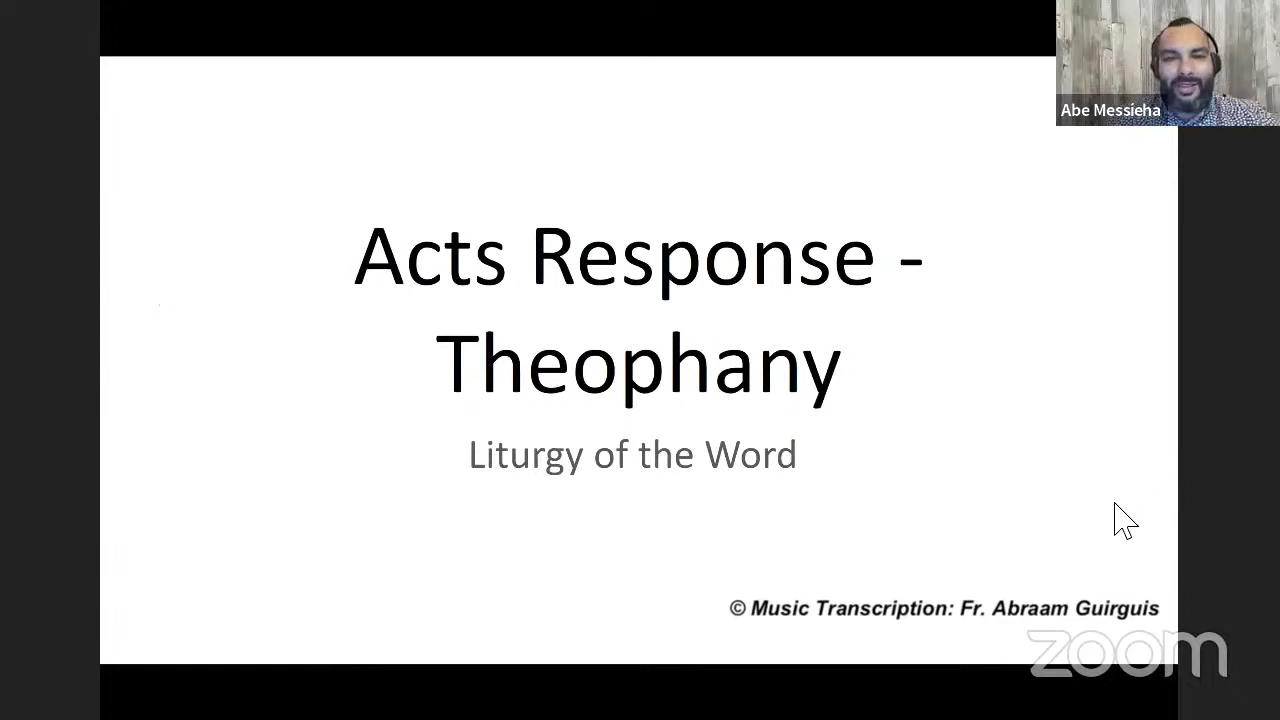 Abe Messieha
Acts Response -
Theophany
Liturgy of the Word
© Music Transcription: Fr. Abraam Guirguis
zoom